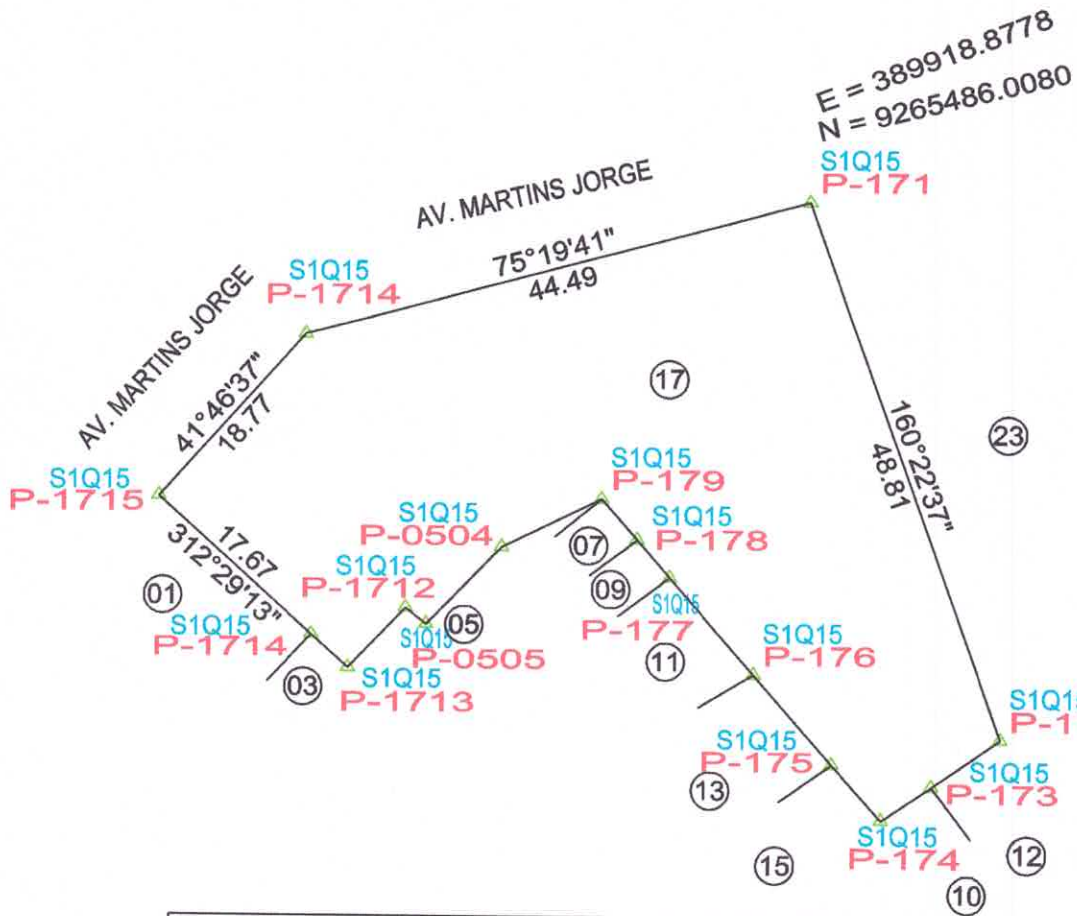 E = 389918.8778
N = 9265486.0080
S1Q15
P-171
AV. MARTINS JORGE
75°19'41"
44.49
S1Q15
P-1714
AV. MARTINS JORGE
41°46'37"
18.77
17
160°22'37"
48.81
23
S1Q15
P-1715
S1Q15
P-179
S1Q15
P-0504
S1Q15
P-178
07
17.67
312°29'13"
S1Q15
P-1712
09
01
S1Q15
P-177
S1Q15
P-1714
05
S1Q15
P-0505
11
S1Q15
P-176
03
S1Q15
P-1713
S1Q15
P-1
S1Q15
P-175
S1Q15
P-173
13
S1Q15
P-174
15
12
10